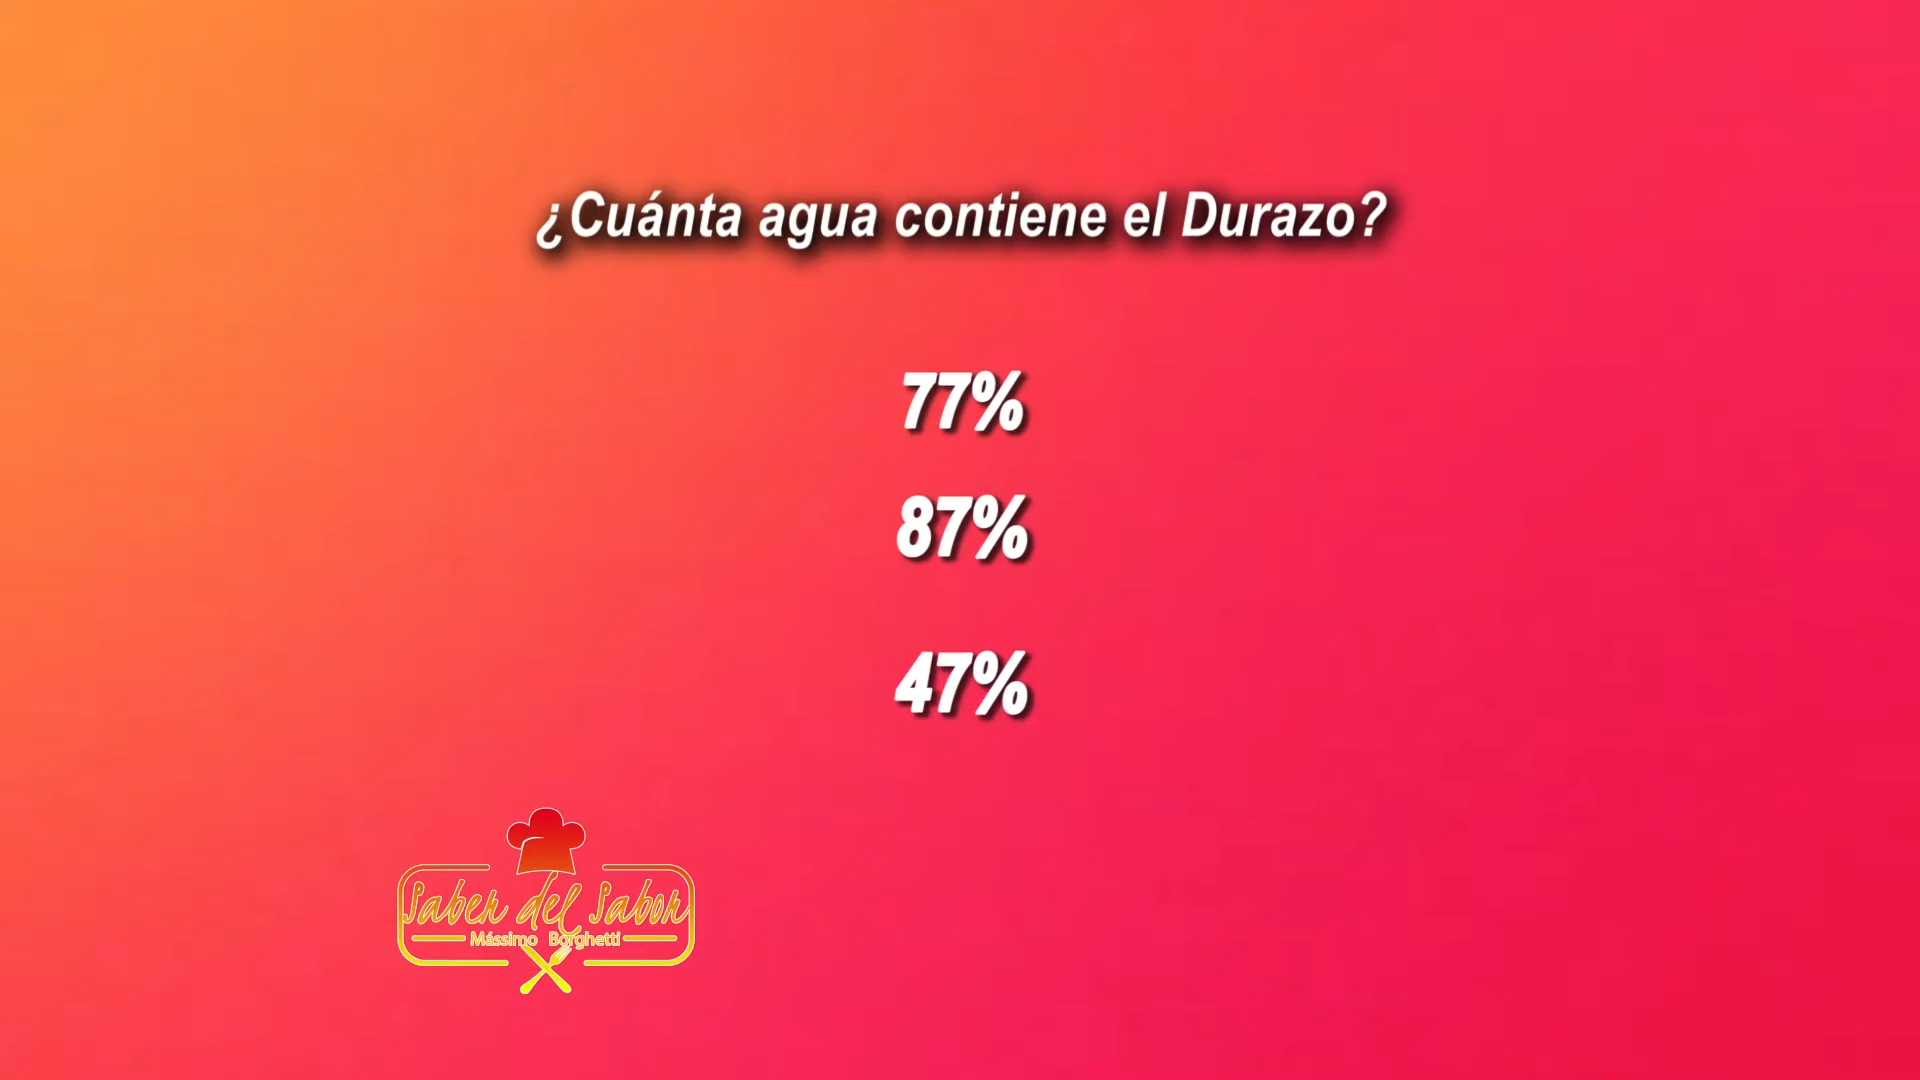 ¿Cuánta agua contiene el Durazo?
77%
87%
47%
Saber del Sabor
Mássimo Borghetti